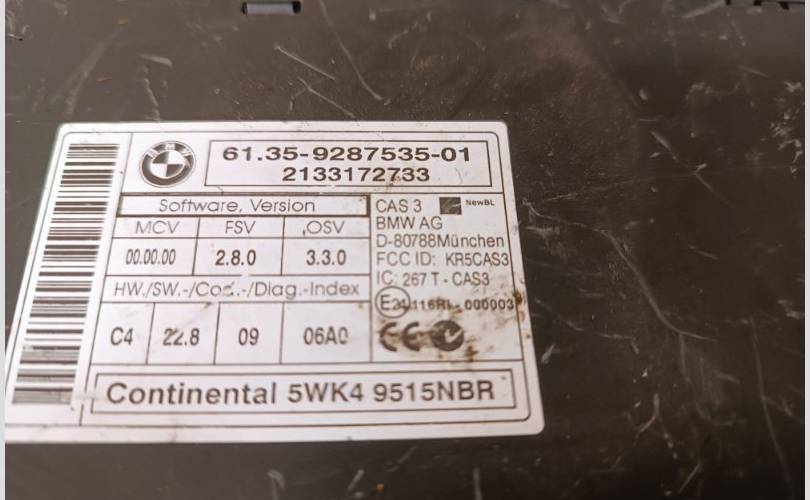 BMW
61.35-9287535-01
2133172733
Software, Version
MCV FSV OSV
00.00.00 2.8.0 3.3.0
HW./SW.-/Cod.-/Diag.-Index
C4 22.8 09 06A0
CAS 3 NewBL
BMW AG
D-80788München
FCC ID: KR5CAS3
IC: 267 T - CAS3
CE
Continental 5WK4 9515NBR